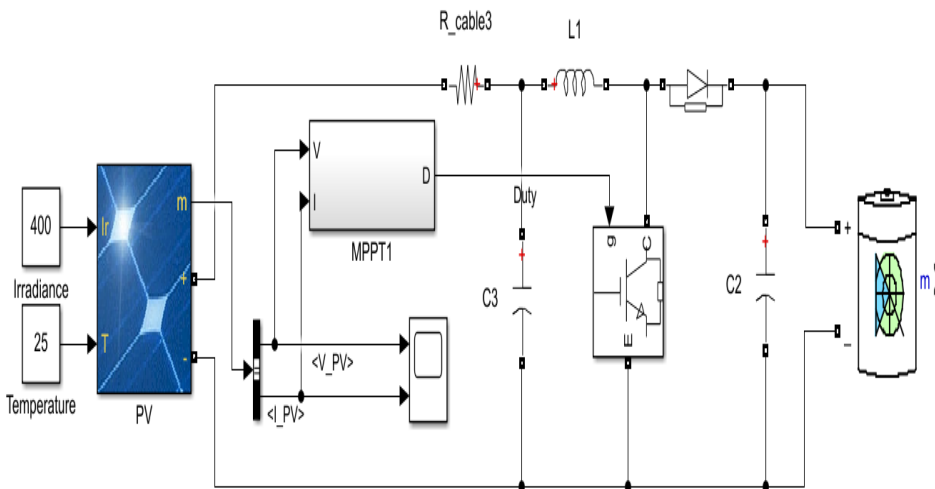 R_cable3
L1
V
I
D
MPPT1
Duty
400
Irradiance
25
Temperature
Ir
T
m
+
-
PV
<V_PV>
<I_PV>
C3
g
C
E
C2
+
_
m